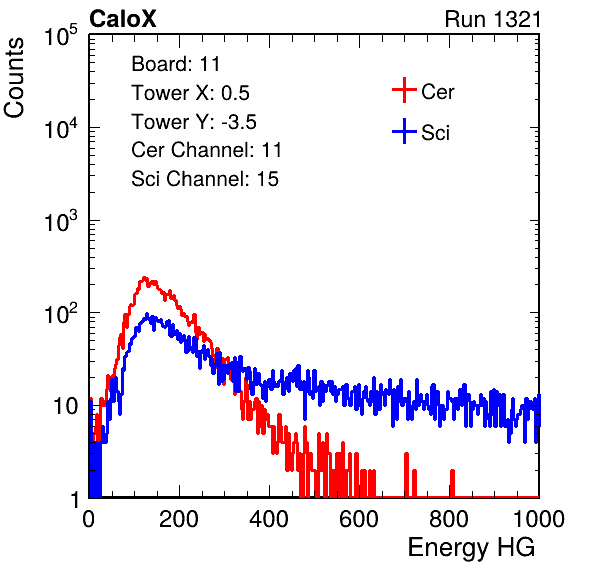 CaloX Run 1321
Counts
10^5
10^4
10^3
10^2
10
1
Board: 11
Tower X: 0.5
Tower Y: -3.5
Cer Channel: 11
Sci Channel: 15
Cer
Sci
0 200 400 600 800 1000
Energy HG